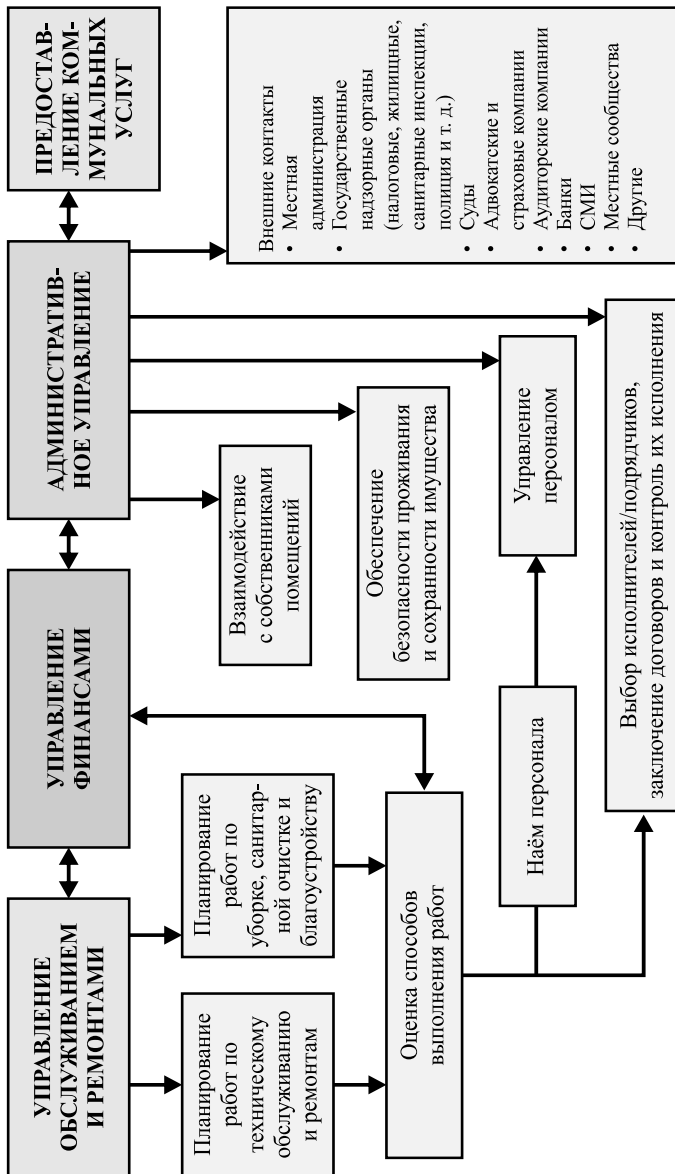 УПРАВЛЕНИЕ
ОБСЛУЖИВАНИЕМ
И РЕМОНТАМИ
УПРАВЛЕНИЕ
ФИНАНСАМИ
АДМИНИСТРАТИВ-
НОЕ УПРАВЛЕНИЕ
ПРЕДОСТАВ-
ЛЕНИЕ КОМ-
МУНАЛЬНЫХ
УСЛУГ
Планирование
работ по
техническому
обслуживанию
и ремонтам
Планирование
работ по
уборке, санитар-
ной очистке и
благоустройству
Взаимодействие
с собственниками
помещений
Внешние контакты
• Местная
администрация
• Государственные
надзорные органы
(налоговые, жилищные,
санитарные инспекции,
полиция и т. д.)
• Суды
• Адвокатские и
страховые компании
• Аудиторские компании
• Банки
• СМИ
• Местные сообщества
• Другие
Обеспечение
безопасности проживания
и сохранности имущества
Оценка способов
выполнения работ
Наём персонала
Управление
персоналом
Выбор исполнителей/подрядчиков,
заключение договоров и контроль их исполнения